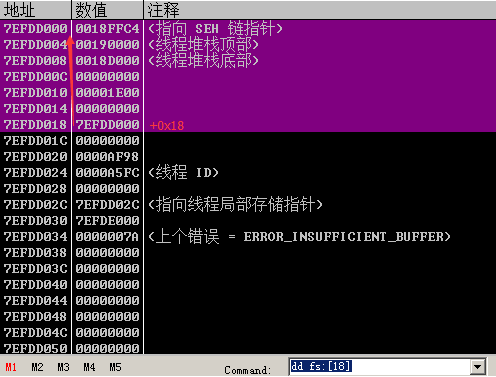 地址 数值 注释
7EFDD000 0018FFC4 (指向 SEH 链指针)
7EFDD004 00190000 (线程堆栈顶部)
7EFDD008 0018D000 (线程堆栈底部)
7EFDD00C 00000000
7EFDD010 00001E00
7EFDD014 00000000
7EFDD018 7EFDD000 +0x18
7EFDD01C 00000000
7EFDD020 0000AF98
7EFDD024 0000A5FC (线程 ID)
7EFDD028 00000000
7EFDD02C 7EFDD02C (指向线程局部存储指针)
7EFDD030 7EFDE000
7EFDD034 0000007A (上个错误 = ERROR_INSUFFICIENT_BUFFER)
7EFDD038 00000000
7EFDD03C 00000000
7EFDD040 00000000
7EFDD044 00000000
7EFDD048 00000000
7EFDD04C 00000000
7EFDD050 00000000
M1 M2 M3 M4 M5 Command: dd fs:[18]